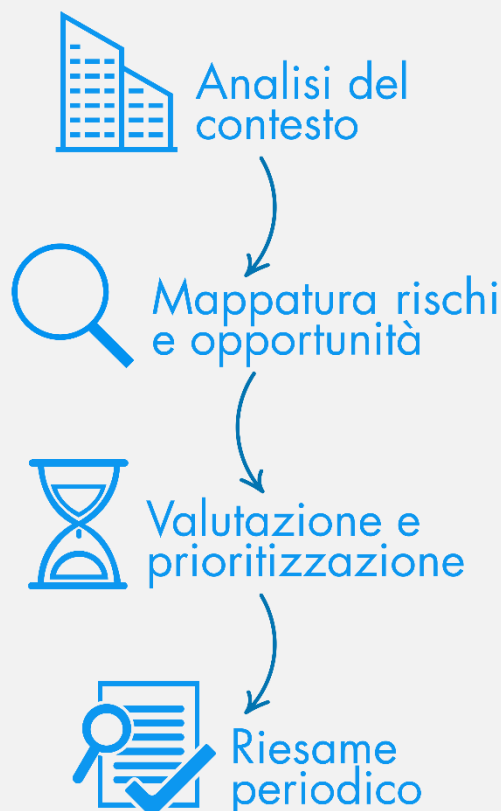 Analisi del
contesto
Mappatura rischi
e opportunità
Valutazione e
prioritizzazione
Riesame
periodico